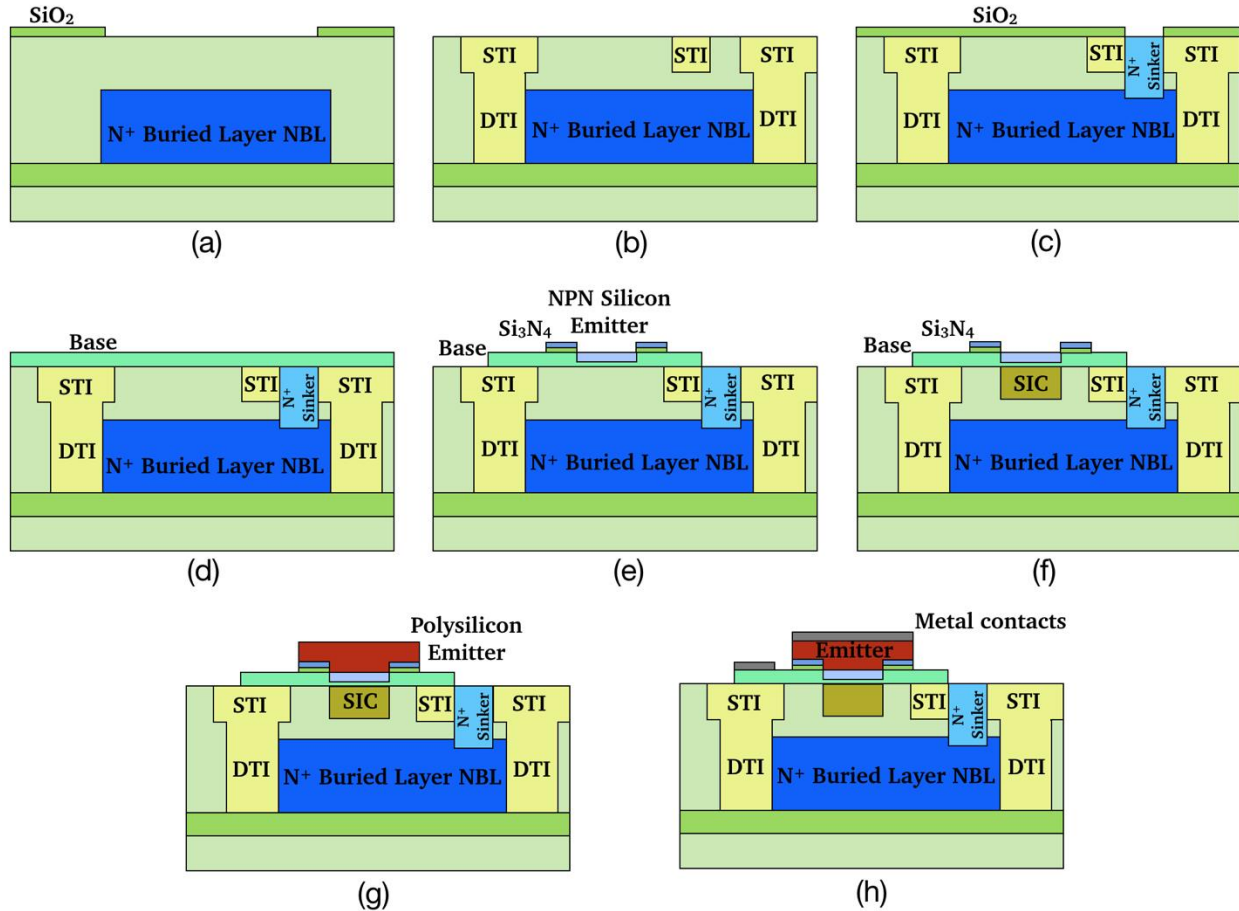 SiO₂
N⁺ Buried Layer NBL
(a)
STI
STI
STI
DTI
N⁺ Buried Layer NBL
DTI
(b)
SiO₂
STI
STI
N⁺
Sinker
STI
DTI
N⁺ Buried Layer NBL
DTI
(c)
Base
STI
STI
N⁺
Sinker
STI
DTI
N⁺ Buried Layer NBL
DTI
(d)
NPN Silicon
Emitter
Si₃N₄
Base
STI
STI
N⁺
Sinker
STI
DTI
N⁺ Buried Layer NBL
DTI
(e)
Si₃N₄
Base
STI
SIC
STI
N⁺
Sinker
STI
DTI
N⁺ Buried Layer NBL
DTI
(f)
Polysilicon
Emitter
STI
SIC
STI
N⁺
Sinker
STI
DTI
N⁺ Buried Layer NBL
DTI
(g)
Metal contacts
Emitter
STI
STI
N⁺
Sinker
STI
DTI
N⁺ Buried Layer NBL
DTI
(h)